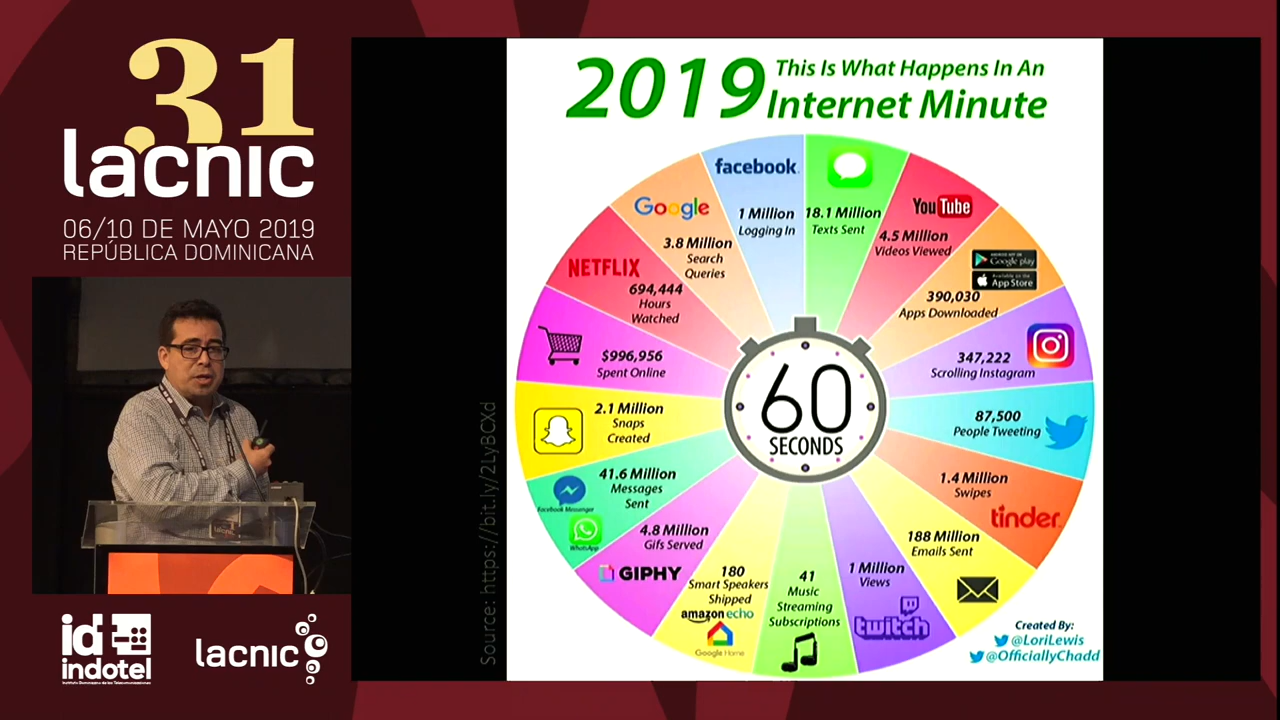 31
lacnic
06/10 DE MAYO 2019
REPÚBLICA DOMINICANA
id
indotel
lacnic
Source: https://bit.ly/2LyBCXd
2019
This Is What Happens In An
Internet Minute
facebook
1 Million
Logging In
18.1 Million
Texts Sent
YouTube
4.5 Million
Videos Viewed
Google play
App Store
390,030
Apps Downloaded
347,222
Scrolling Instagram
87,500
People Tweeting
1.4 Million
Swipes
tinder
188 Million
Emails Sent
1 Million
Views
twitch
41
Music
Streaming
Subscriptions
180
Smart Speakers
Shipped
amazon echo
Google Home
4.8 Million
Gifs Served
GIPHY
41.6 Million
Messages
Sent
Facebook Messenger
WhatsApp
2.1 Million
Snaps
Created
$996,956
Spent Online
NETFLIX
694,444
Hours
Watched
Google
3.8 Million
Search
Queries
60
SECONDS
Created By:
@LoriLewis
@OfficiallyChadd